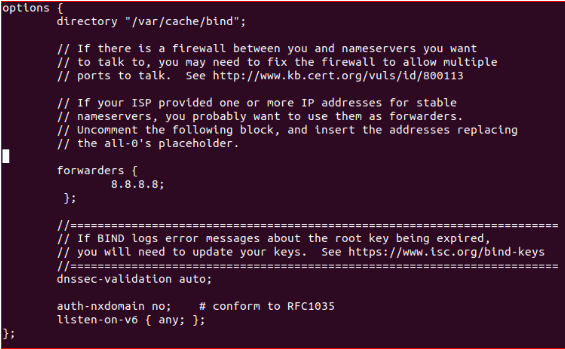 options {
directory "/var/cache/bind";
// If there is a firewall between you and nameservers you want
// to talk to, you may need to fix the firewall to allow multiple
// ports to talk.  See http://www.kb.cert.org/vuls/id/800113
// If your ISP provided one or more IP addresses for stable
// nameservers, you probably want to use them as forwarders.
// Uncomment the following block, and insert the addresses replacing
// the all-0's placeholder.
forwarders {
8.8.8.8;
};
//========================================================================
// If BIND logs error messages about the root key being expired,
// you will need to update your keys.  See https://www.isc.org/bind-keys
//========================================================================
dnssec-validation auto;
auth-nxdomain no;    # conform to RFC1035
listen-on-v6 { any; };
};